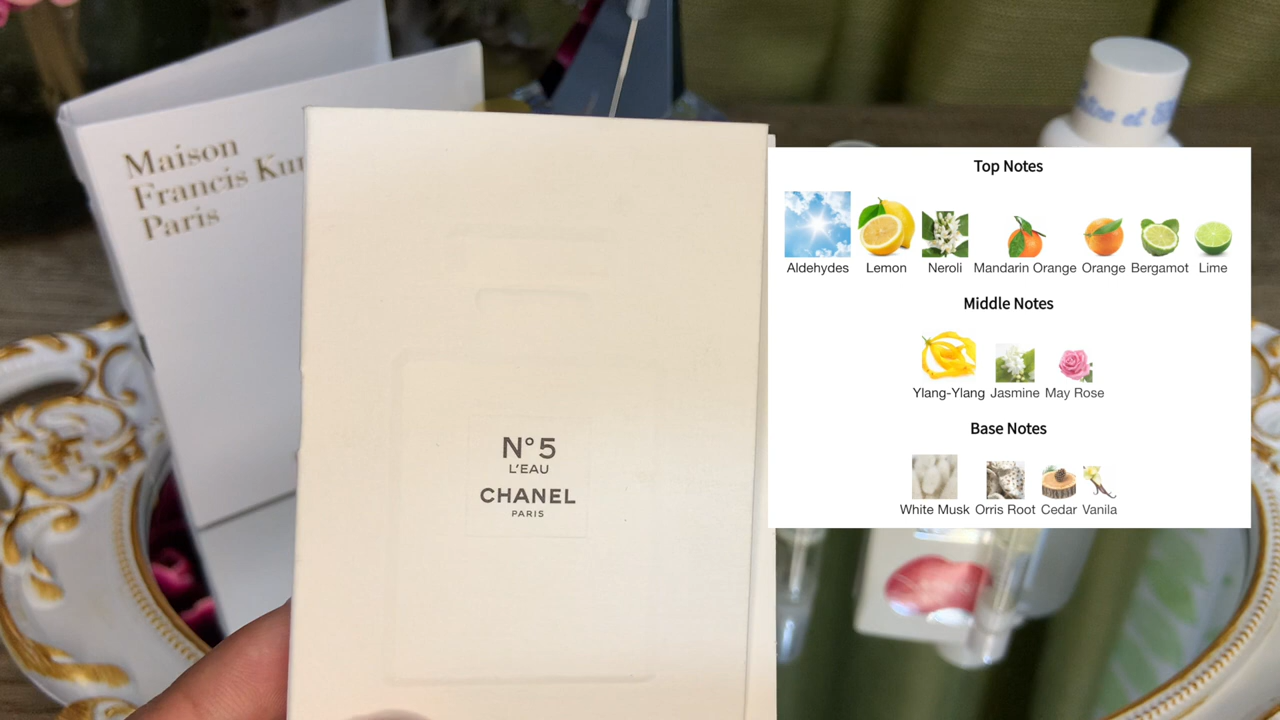 Maison
Francis
Paris
N°5
L'EAU
CHANEL
PARIS
Top Notes
Aldehydes Lemon Neroli Mandarin Orange Orange Bergamot Lime
Middle Notes
Ylang-Ylang Jasmine May Rose
Base Notes
White Musk Orris Root Cedar Vanila